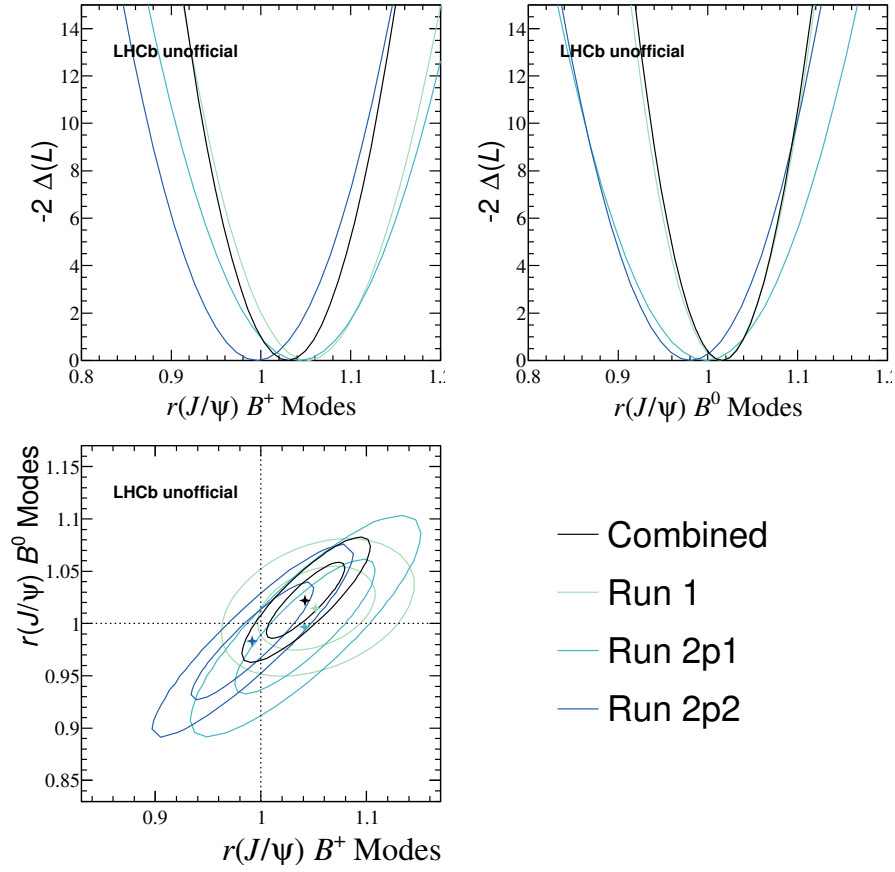 14
12
10
8
6
4
2
0
0.8
0.9
1
1.1
-2 Δ(L)
LHCb unofficial
r(J/ψ) B⁺ Modes
14
12
10
8
6
4
2
0
0.8
0.9
1
1.1
-2 Δ(L)
LHCb unofficial
r(J/ψ) B⁰ Modes
1.15
1.1
1.05
1
0.95
0.9
0.85
0.9
1
1.1
r(J/ψ) B⁰ Modes
LHCb unofficial
r(J/ψ) B⁺ Modes
Combined
Run 1
Run 2p1
Run 2p2